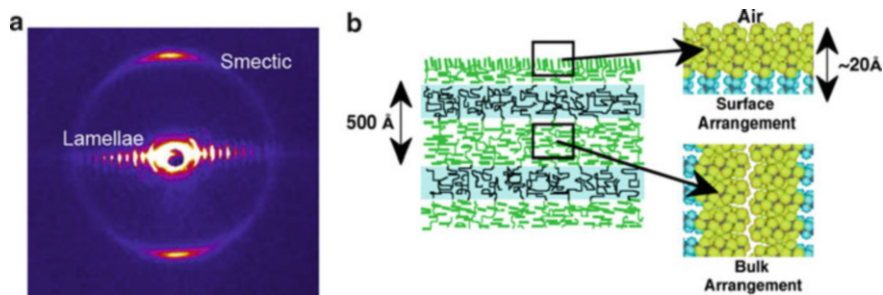 a
Smectic
Lamellae
b
500 Å
Air
~20Å
Surface
Arrangement
Bulk
Arrangement